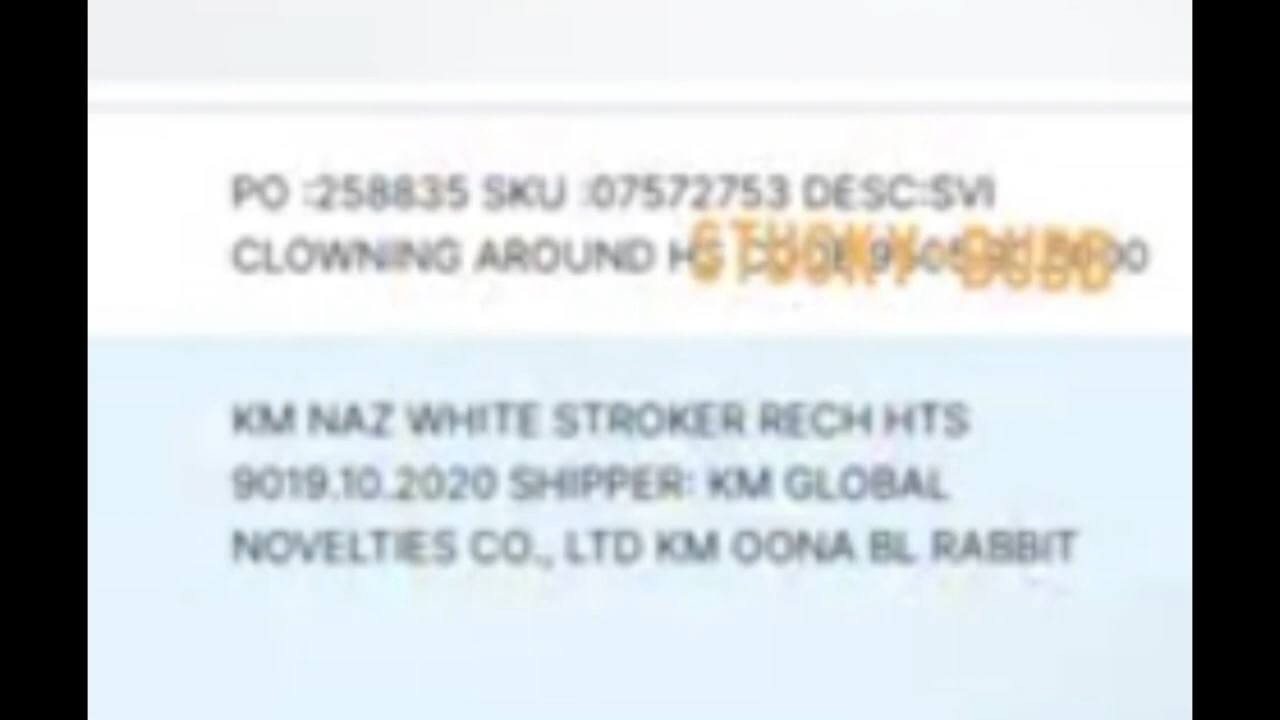 PO :258835 SKU :07572753 DESC:SVI
CLOWNING AROUND
KM NAZ WHITE STROKER RECH HTS
9019.10.2020 SHIPPER: KM GLOBAL
NOVELTIES CO., LTD KM OONA BL RABBIT